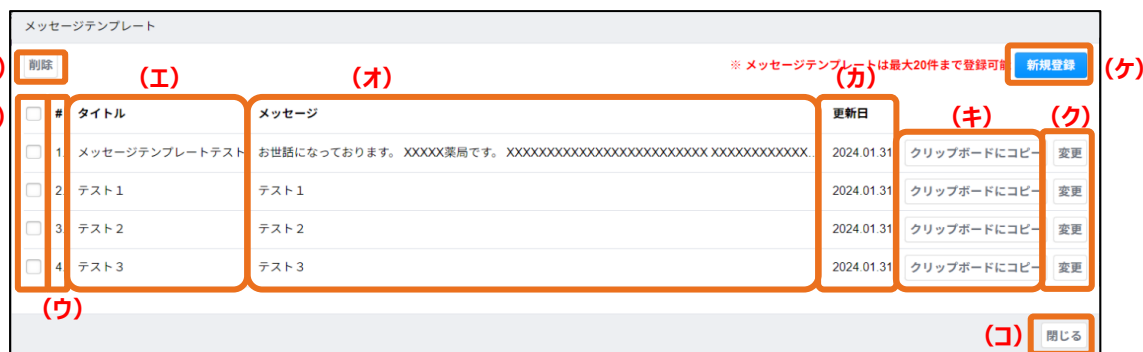 メッセージテンプレート
削除
※ メッセージテンプレートは最大20件まで登録可能
新規登録
(ケ)
(エ)
(オ)
(カ)
(キ)
(ク)
# タイトル メッセージ 更新日
1. メッセージテンプレートテスト お世話になっております。 XXXXX薬局です。 XXXXXXXXXXXXXXXXXXXXXXXXX XXXXXXXXXXXX... 2024.01.31 クリップボードにコピー 変更
2. テスト１ テスト１ 2024.01.31 クリップボードにコピー 変更
3. テスト２ テスト２ 2024.01.31 クリップボードにコピー 変更
4. テスト３ テスト３ 2024.01.31 クリップボードにコピー 変更
(ウ)
(コ)
閉じる